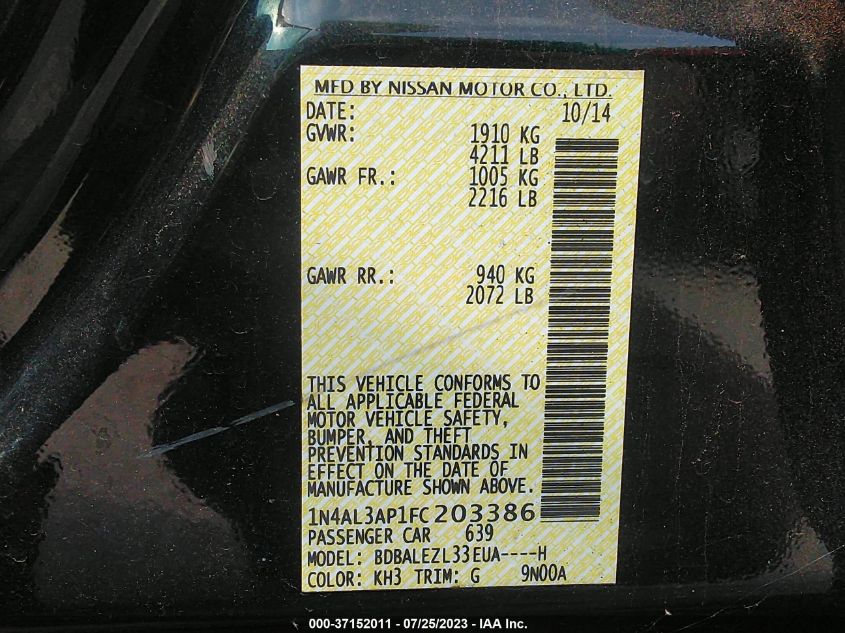 MFD BY NISSAN MOTOR CO., LTD.
DATE: 10/14
GVWR: 1910 KG
4211 LB
GAWR FR.: 1005 KG
2216 LB
GAWR RR.: 940 KG
2072 LB
THIS VEHICLE CONFORMS TO
ALL APPLICABLE FEDERAL
MOTOR VEHICLE SAFETY,
BUMPER, AND THEFT
PREVENTION STANDARDS IN
EFFECT ON THE DATE OF
MANUFACTURE SHOWN ABOVE.
1N4AL3AP1FC203386
PASSENGER CAR 639
MODEL: BDBALEZL33EUA----H
COLOR: KH3 TRIM: G 9N00A
000-37152011 - 07/25/2023 - IAA Inc.